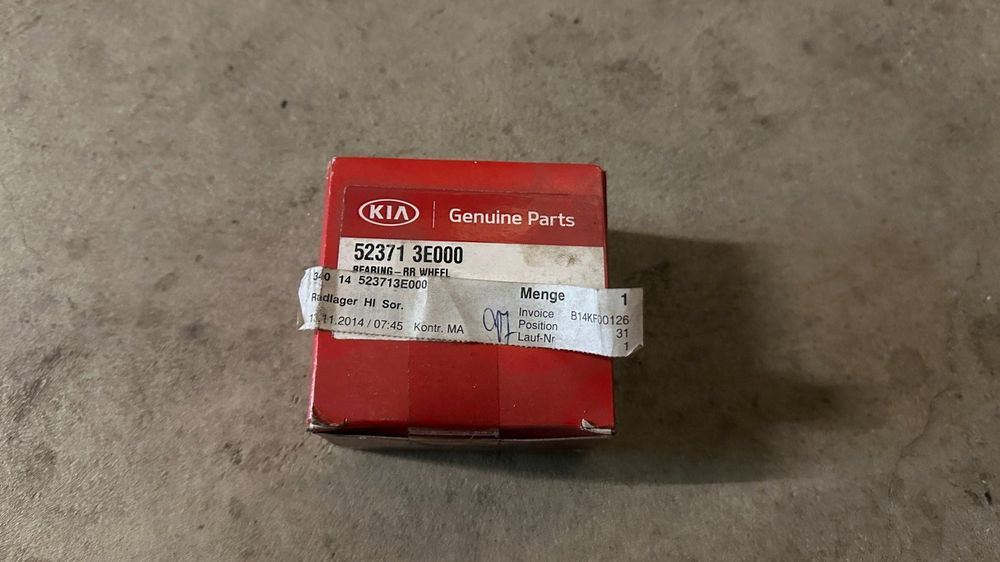 KIA Genuine Parts
52371 3E000
BEARING-RR WHEEL
340 14 523713E000
Radlager HI Sor.
13.11.2014 / 07:45 Kontr. MA
Menge 1
Invoice B14KF00126
Position 31
Lauf-Nr 1